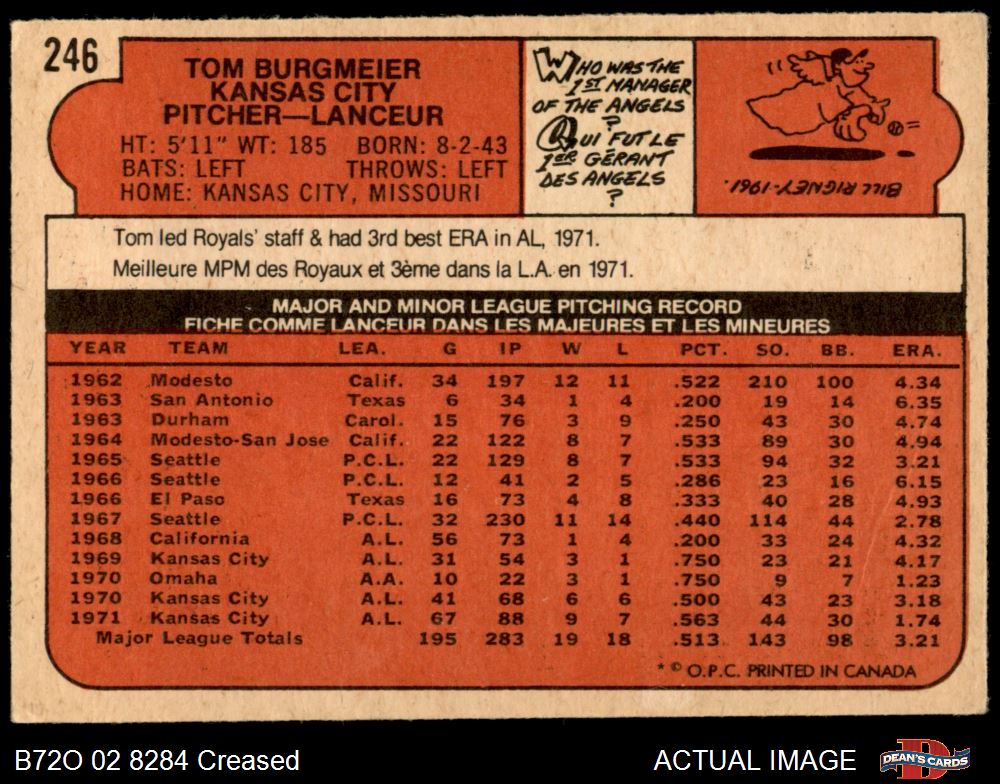 246
TOM BURGMEIER
KANSAS CITY
PITCHER—LANCEUR
HT: 5'11" WT: 185 BORN: 8-2-43
BATS: LEFT THROWS: LEFT
HOME: KANSAS CITY, MISSOURI
WHO WAS THE
1ST MANAGER
OF THE ANGELS
?
QUI FUT LE
1ER GÉRANT
DES ANGELS
?
BILL RIGNEY-1961.
Tom led Royals' staff & had 3rd best ERA in AL, 1971.
Meilleure MPM des Royaux et 3ème dans la L.A. en 1971.
MAJOR AND MINOR LEAGUE PITCHING RECORD
FICHE COMME LANCEUR DANS LES MAJEURES ET LES MINEURES
YEAR TEAM LEA. G IP W L PCT. SO. BB. ERA.
1962 Modesto Calif. 34 197 12 11 .522 210 100 4.34
1963 San Antonio Texas 6 34 1 4 .200 19 14 6.35
1963 Durham Carol. 15 76 3 9 .250 43 30 4.74
1964 Modesto-San Jose Calif. 22 122 8 7 .533 89 30 4.94
1965 Seattle P.C.L. 22 129 8 7 .533 94 32 3.21
1966 Seattle P.C.L. 12 41 2 5 .286 23 16 6.15
1966 El Paso Texas 16 73 4 8 .333 40 28 4.93
1967 Seattle P.C.L. 32 230 11 14 .440 114 44 2.78
1968 California A.L. 56 73 1 4 .200 33 24 4.32
1969 Kansas City A.L. 31 54 3 1 .750 23 21 4.17
1970 Omaha A.A. 10 22 3 1 .750 9 7 1.23
1970 Kansas City A.L. 41 68 6 6 .500 43 23 3.18
1971 Kansas City A.L. 67 88 9 7 .563 44 30 1.74
Major League Totals 195 283 19 18 .513 143 98 3.21
* © O.P.C. PRINTED IN CANADA
B72O 02 8284 Creased ACTUAL IMAGE
D
DEAN'S CARDS